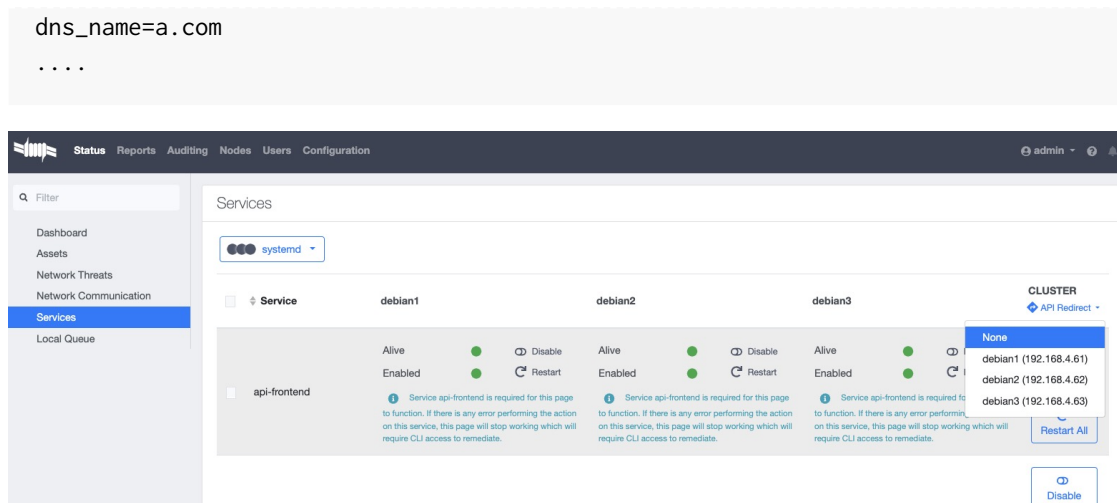 dns_name=a.com
....
Status Reports Auditing Nodes Users Configuration admin
Filter
Dashboard
Assets
Network Threats
Network Communication
Services
Local Queue
Services
systemd
Service debian1 debian2 debian3 CLUSTER
API Redirect
None
debian1 (192.168.4.61)
debian2 (192.168.4.62)
debian3 (192.168.4.63)
api-frontend
Alive Disable
Enabled Restart
Service api-frontend is required for this page
to function. If there is any error performing the action
on this service, this page will stop working which will
require CLI access to remediate.
Alive Disable
Enabled Restart
Service api-frontend is required for this page
to function. If there is any error performing the action
on this service, this page will stop working which will
require CLI access to remediate.
Alive
Enabled
Service api-frontend is required fo
to function. If there is any error performing
on this service, this page will stop working which will
require CLI access to remediate.
Restart All
Disable